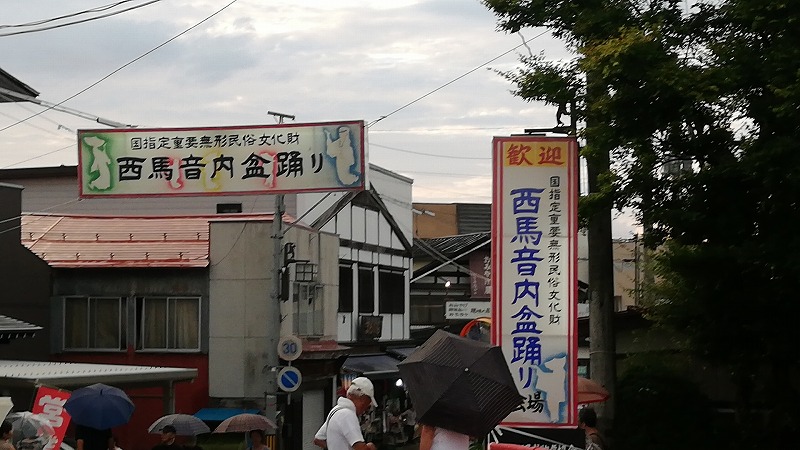 国指定重要無形民俗文化財
西馬音内盆踊り
歓迎
国指定重要無形民俗文化財
西馬音内盆踊り
会場
30